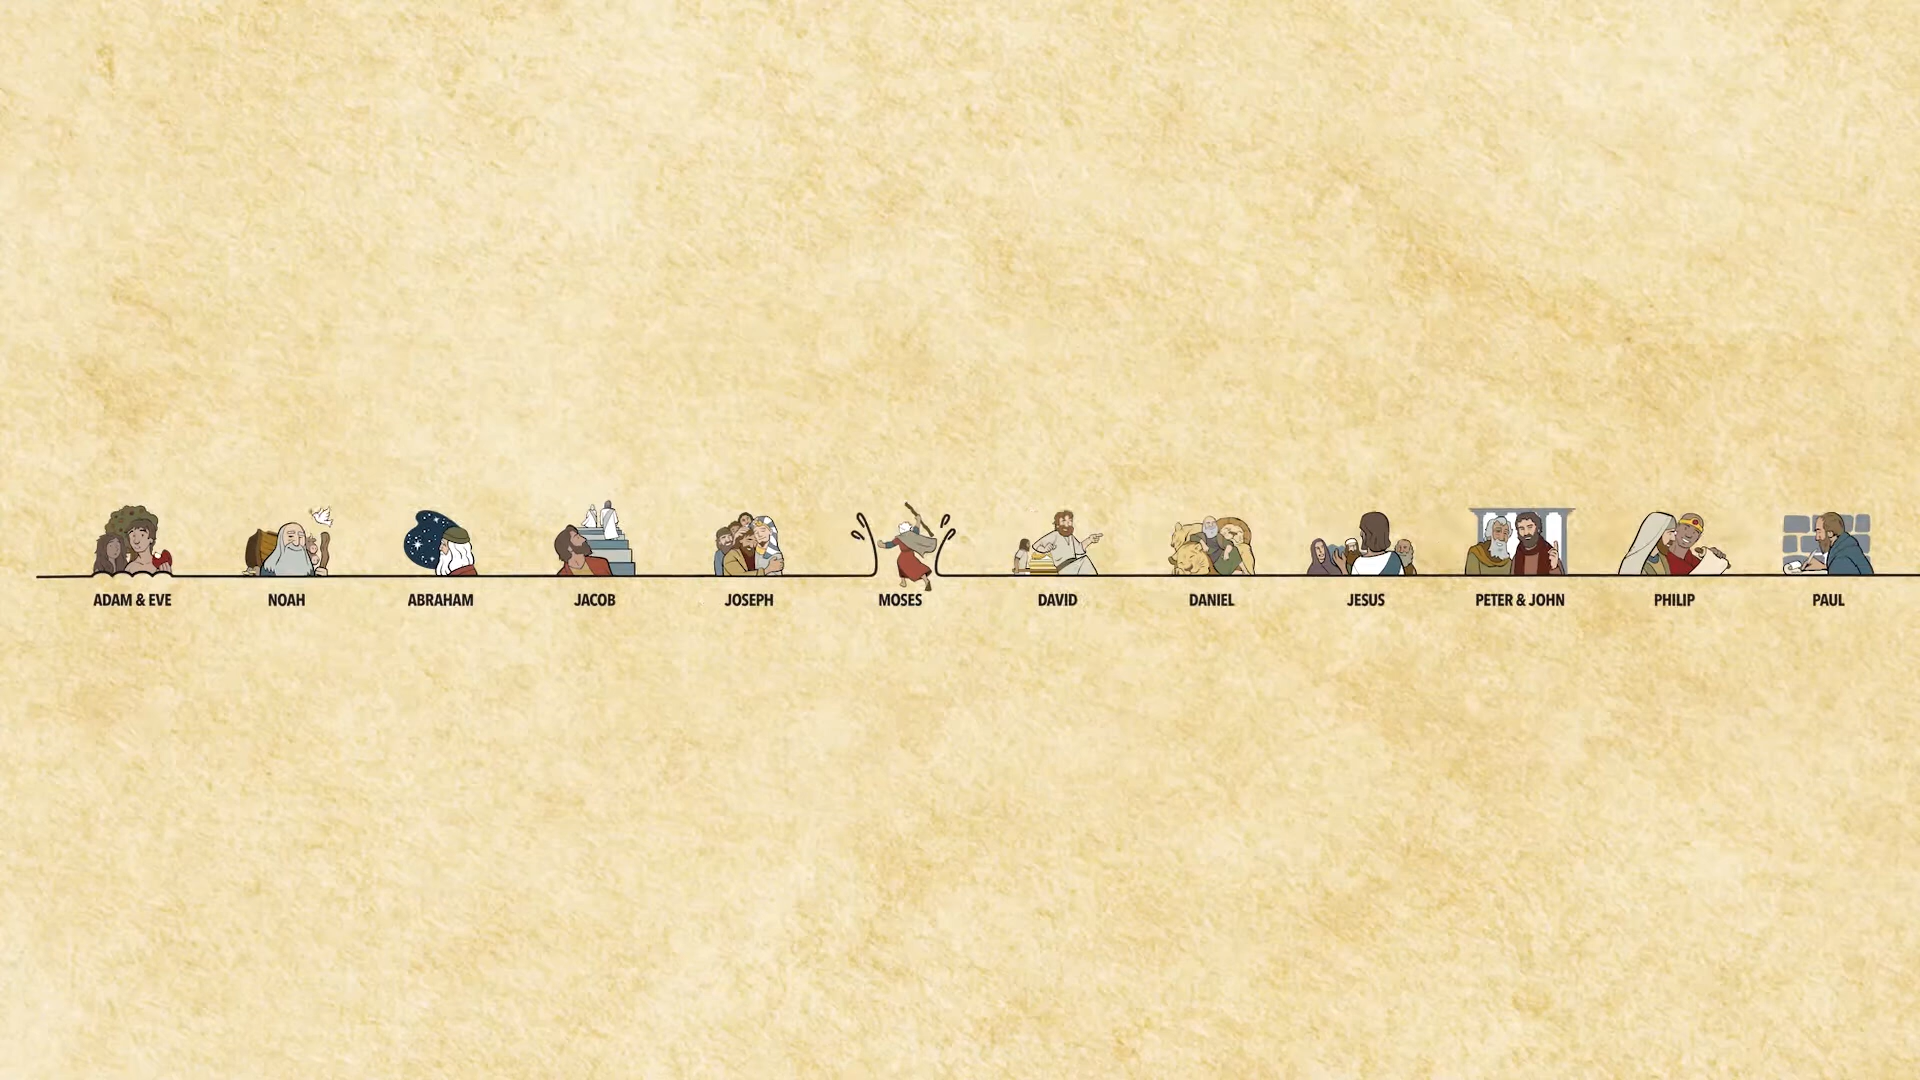 ADAM & EVE
NOAH
ABRAHAM
JACOB
JOSEPH
MOSES
DAVID
DANIEL
JESUS
PETER & JOHN
PHILIP
PAUL